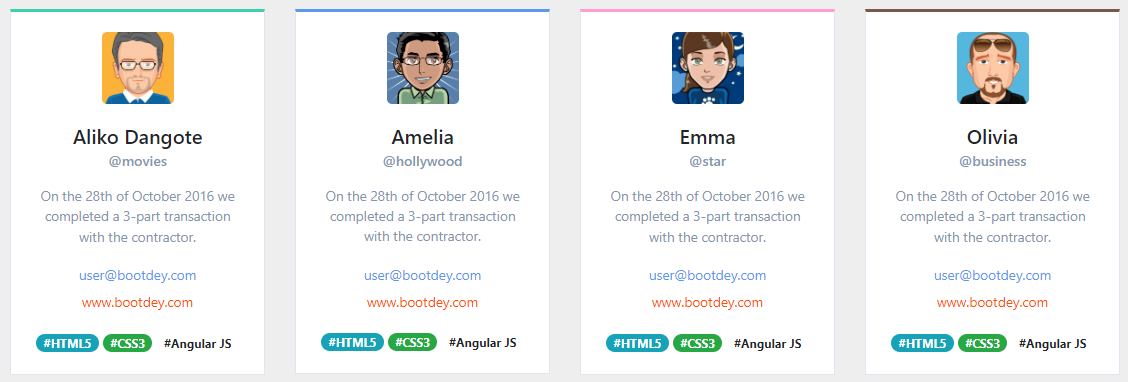 Aliko Dangote
@movies
On the 28th of October 2016 we
completed a 3-part transaction
with the contractor.
user@bootdey.com
www.bootdey.com
#HTML5 #CSS3 #Angular JS
Amelia
@hollywood
On the 28th of October 2016 we
completed a 3-part transaction
with the contractor.
user@bootdey.com
www.bootdey.com
#HTML5 #CSS3 #Angular JS
Emma
@star
On the 28th of October 2016 we
completed a 3-part transaction
with the contractor.
user@bootdey.com
www.bootdey.com
#HTML5 #CSS3 #Angular JS
Olivia
@business
On the 28th of October 2016 we
completed a 3-part transaction
with the contractor.
user@bootdey.com
www.bootdey.com
#HTML5 #CSS3 #Angular JS